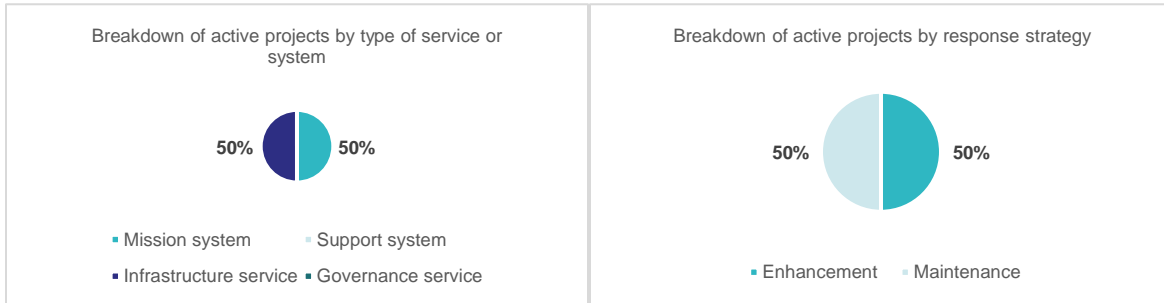 Breakdown of active projects by type of service or
system
50%
50%
Mission system
Support system
Infrastructure service
Governance service
Breakdown of active projects by response strategy
50%
50%
Enhancement
Maintenance